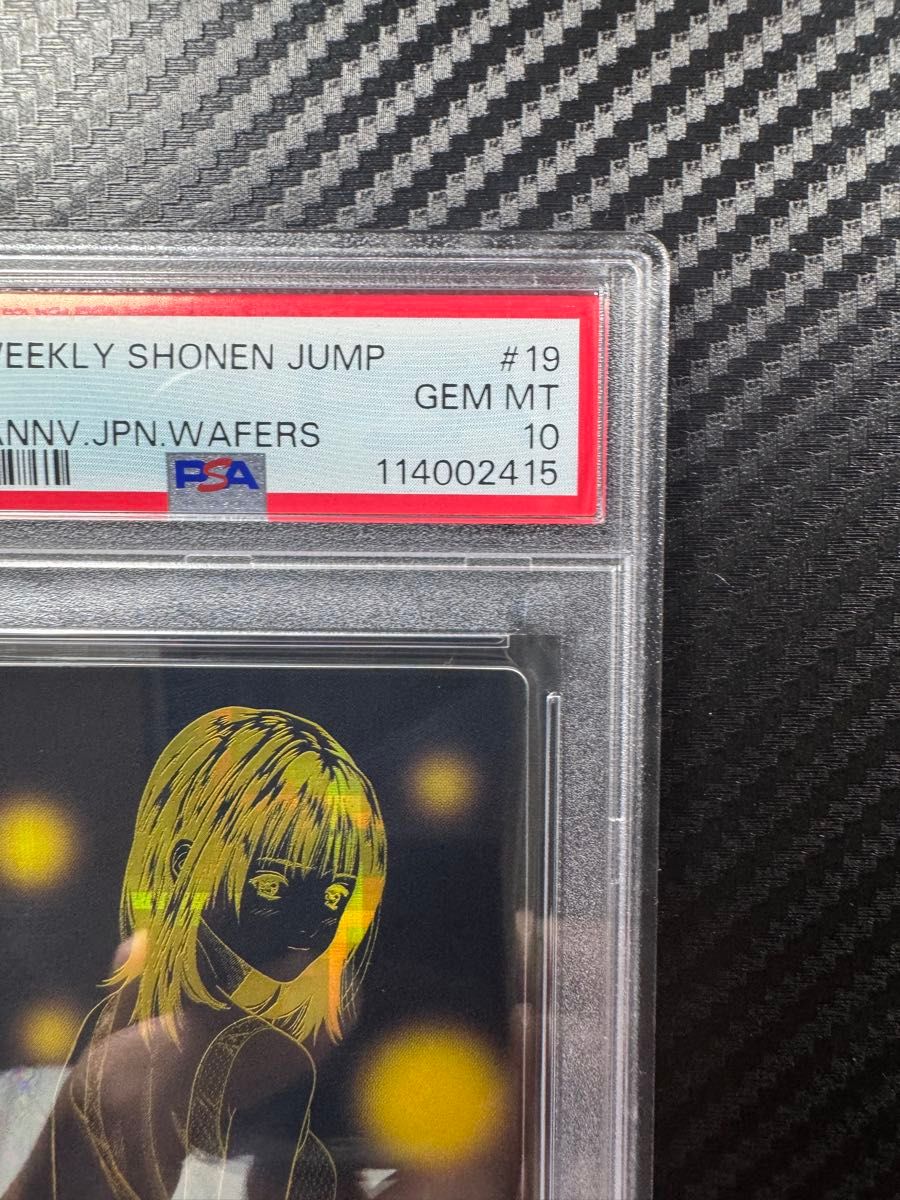 WEEKLY SHONEN JUMP #19
GEM MT
ANNV.JPN.WAFERS 10
PSA 114002415